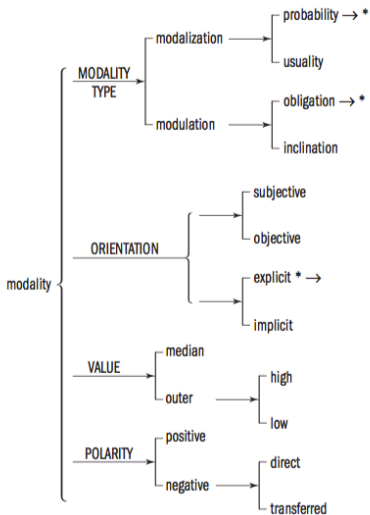 probability → *
modalization
usuality
MODALITY
TYPE
obligation → *
modulation
inclination
subjective
objective
ORIENTATION
explicit * →
modality
implicit
median
VALUE
high
outer
low
positive
POLARITY
direct
negative
transferred